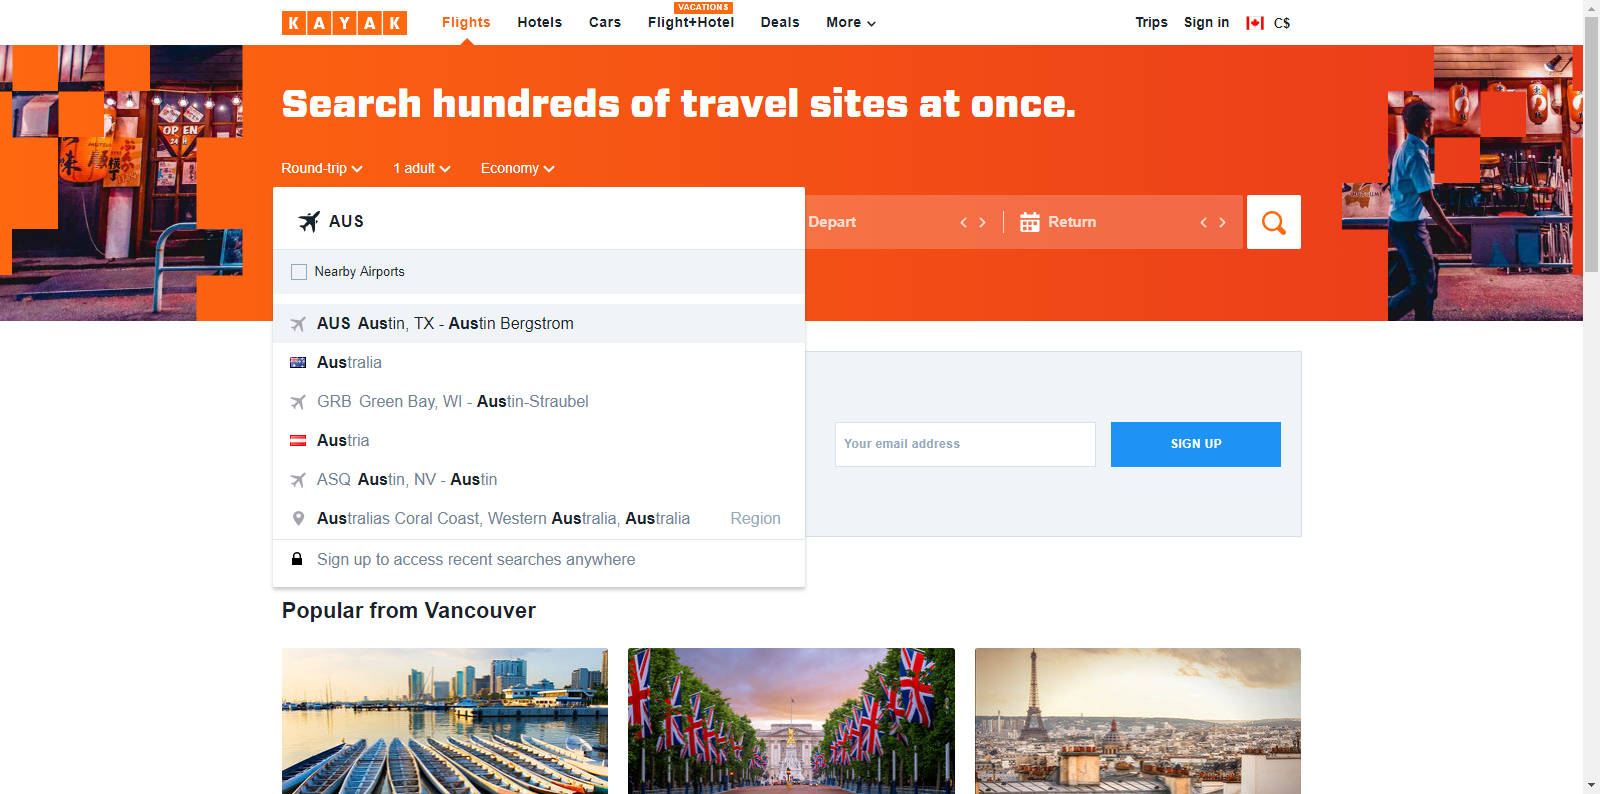 KAYAK
Flights
Hotels
Cars
VACATIONS
Flight+Hotel
Deals
More
Trips
Sign in
C$
Search hundreds of travel sites at once.
Round-trip
1 adult
Economy
AUS
Depart
Return
Nearby Airports
AUS Austin, TX - Austin Bergstrom
Australia
GRB Green Bay, WI - Austin-Straubel
Austria
ASQ Austin, NV - Austin
Australias Coral Coast, Western Australia, Australia
Region
Sign up to access recent searches anywhere
Your email address
SIGN UP
Popular from Vancouver
OPEN